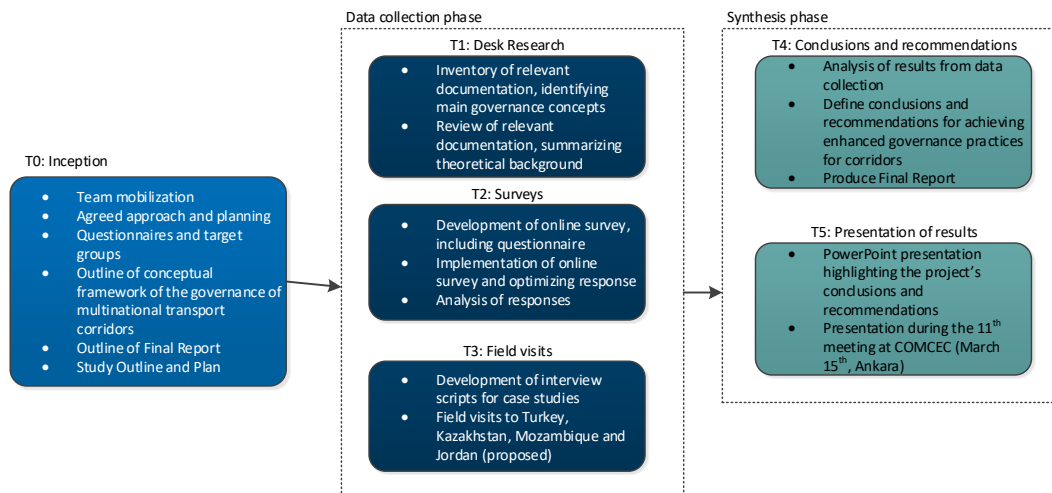 T0: Inception
• Team mobilization
• Agreed approach and planning
• Questionnaires and target
groups
• Outline of conceptual
framework of the governance of
multinational transport
corridors
• Outline of Final Report
• Study Outline and Plan
Data collection phase
T1: Desk Research
• Inventory of relevant
documentation, identifying
main governance concepts
• Review of relevant
documentation, summarizing
theoretical background
T2: Surveys
• Development of online survey,
including questionnaire
• Implementation of online
survey and optimizing response
• Analysis of responses
T3: Field visits
• Development of interview
scripts for case studies
• Field visits to Turkey,
Kazakhstan, Mozambique and
Jordan (proposed)
Synthesis phase
T4: Conclusions and recommendations
• Analysis of results from data
collection
• Define conclusions and
recommendations for achieving
enhanced governance practices
for corridors
• Produce Final Report
T5: Presentation of results
• PowerPoint presentation
highlighting the project's
conclusions and
recommendations
• Presentation during the 11th
meeting at COMCEC (March
15th, Ankara)